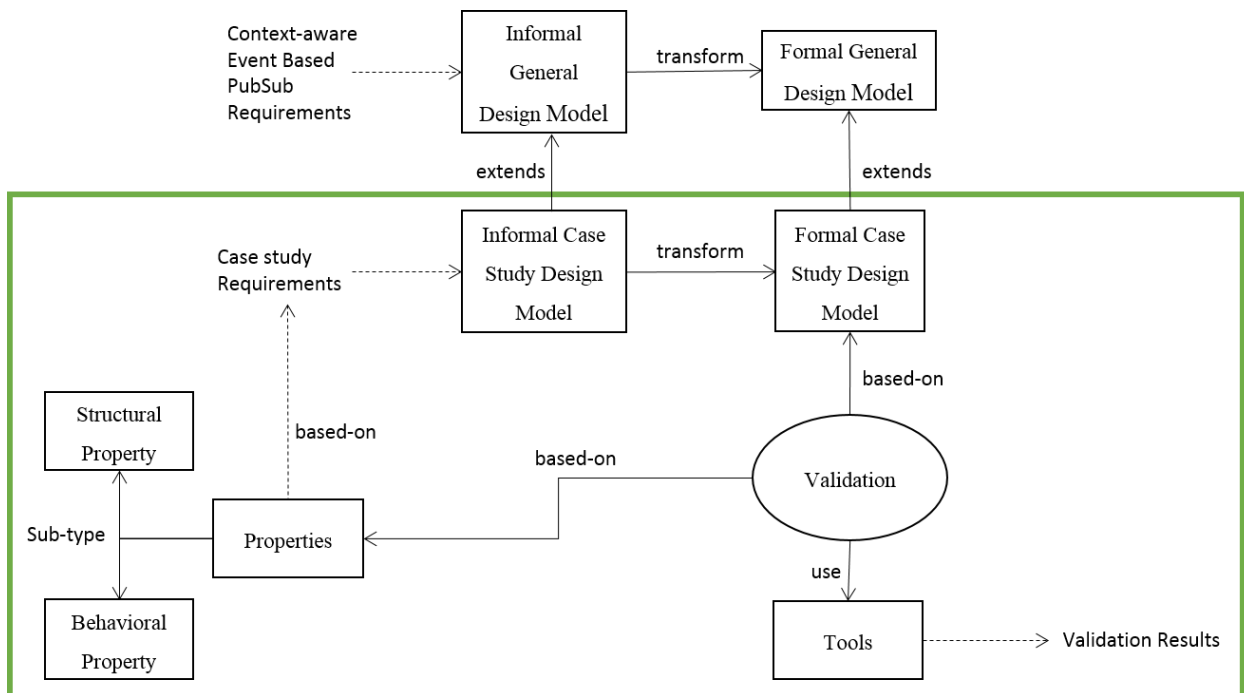 Context-aware
Event Based
PubSub
Requirements
Informal
General
Design Model
transform
Formal General
Design Model
extends
extends
Case study
Requirements
Informal Case
Study Design
Model
transform
Formal Case
Study Design
Model
based-on
Structural
Property
based-on
based-on
Validation
Sub-type
Properties
use
Behavioral
Property
Tools
Validation Results